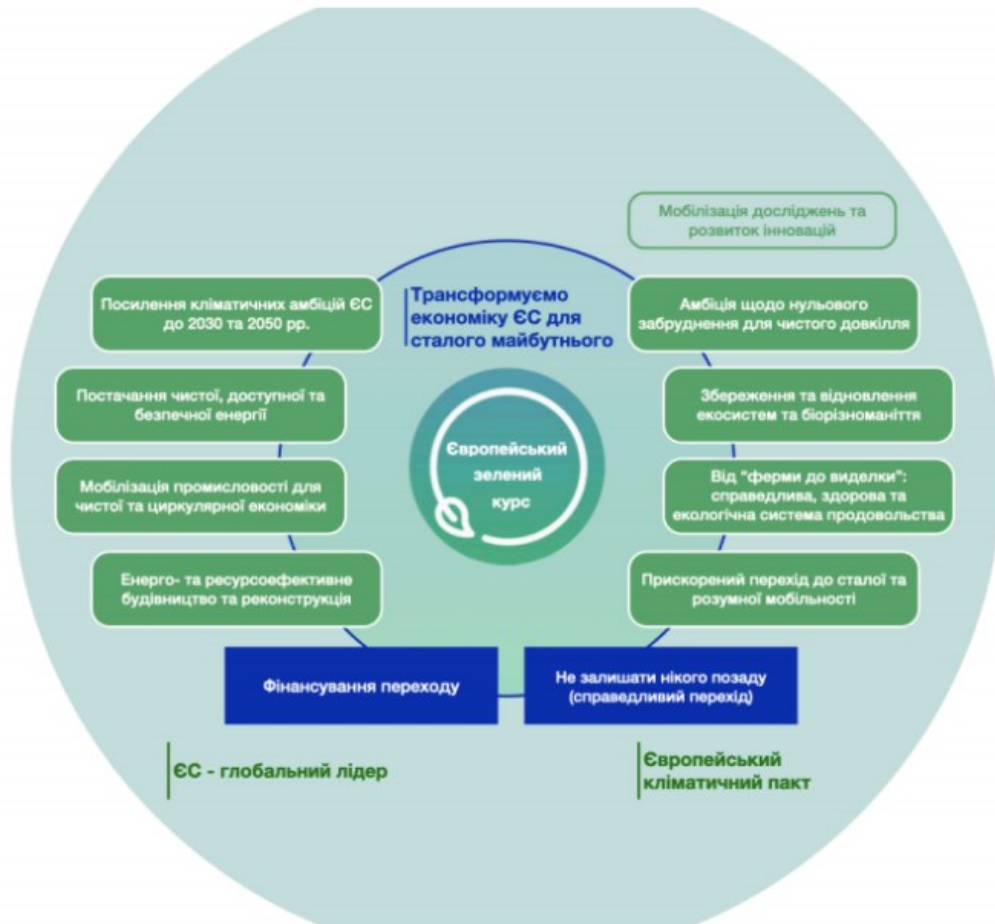 Мобілізація досліджень та
розвиток інновацій
Трансформуємо
економіку ЄС для
сталого майбутнього
Посилення кліматичних амбіцій ЄС
до 2030 та 2050 рр.
Постачання чистої, доступної та
безпечної енергії
Мобілізація промисловості для
чистої та циркулярної економіки
Енерго- та ресурсоефективне
будівництво та реконструкція
Європейський
зелений
курс
Амбіція щодо нульового
забруднення для чистого довкілля
Збереження та відновлення
екосистем та біорізноманіття
Від “ферми до виделки”:
справедлива, здорова та
екологічна система продовольства
Прискорений перехід до сталої та
розумної мобільності
Фінансування переходу
Не залишати нікого позаду
(справедливий перехід)
ЄС - глобальний лідер
Європейський
кліматичний пакт